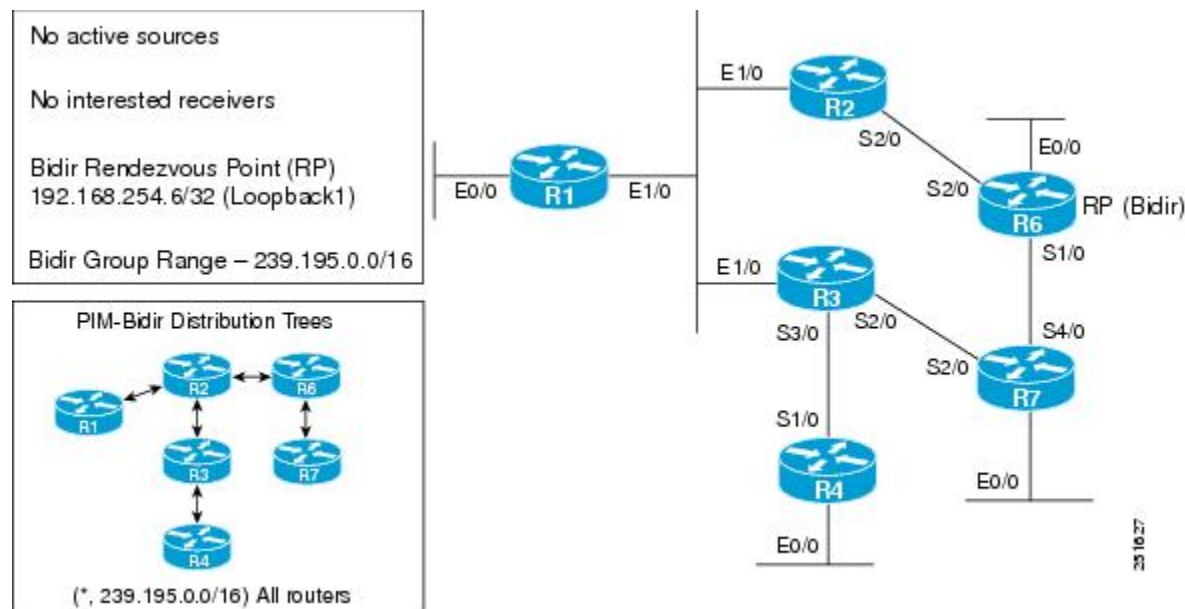 No active sources
No interested receivers
Bidir Rendezvous Point (RP)
192.168.254.6/32 (Loopback1)
Bidir Group Range – 239.195.0.0/16
PIM-Bidir Distribution Trees
R1
R2
R6
R3
R7
R4
(*, 239.195.0.0/16) All routers
E0/0
R1
E1/0
E1/0
R2
S2/0
E0/0
S2/0
R6
RP (Bidir)
S1/0
E1/0
R3
S3/0
S2/0
S4/0
S2/0
R7
S1/0
R4
E0/0
E0/0
251627